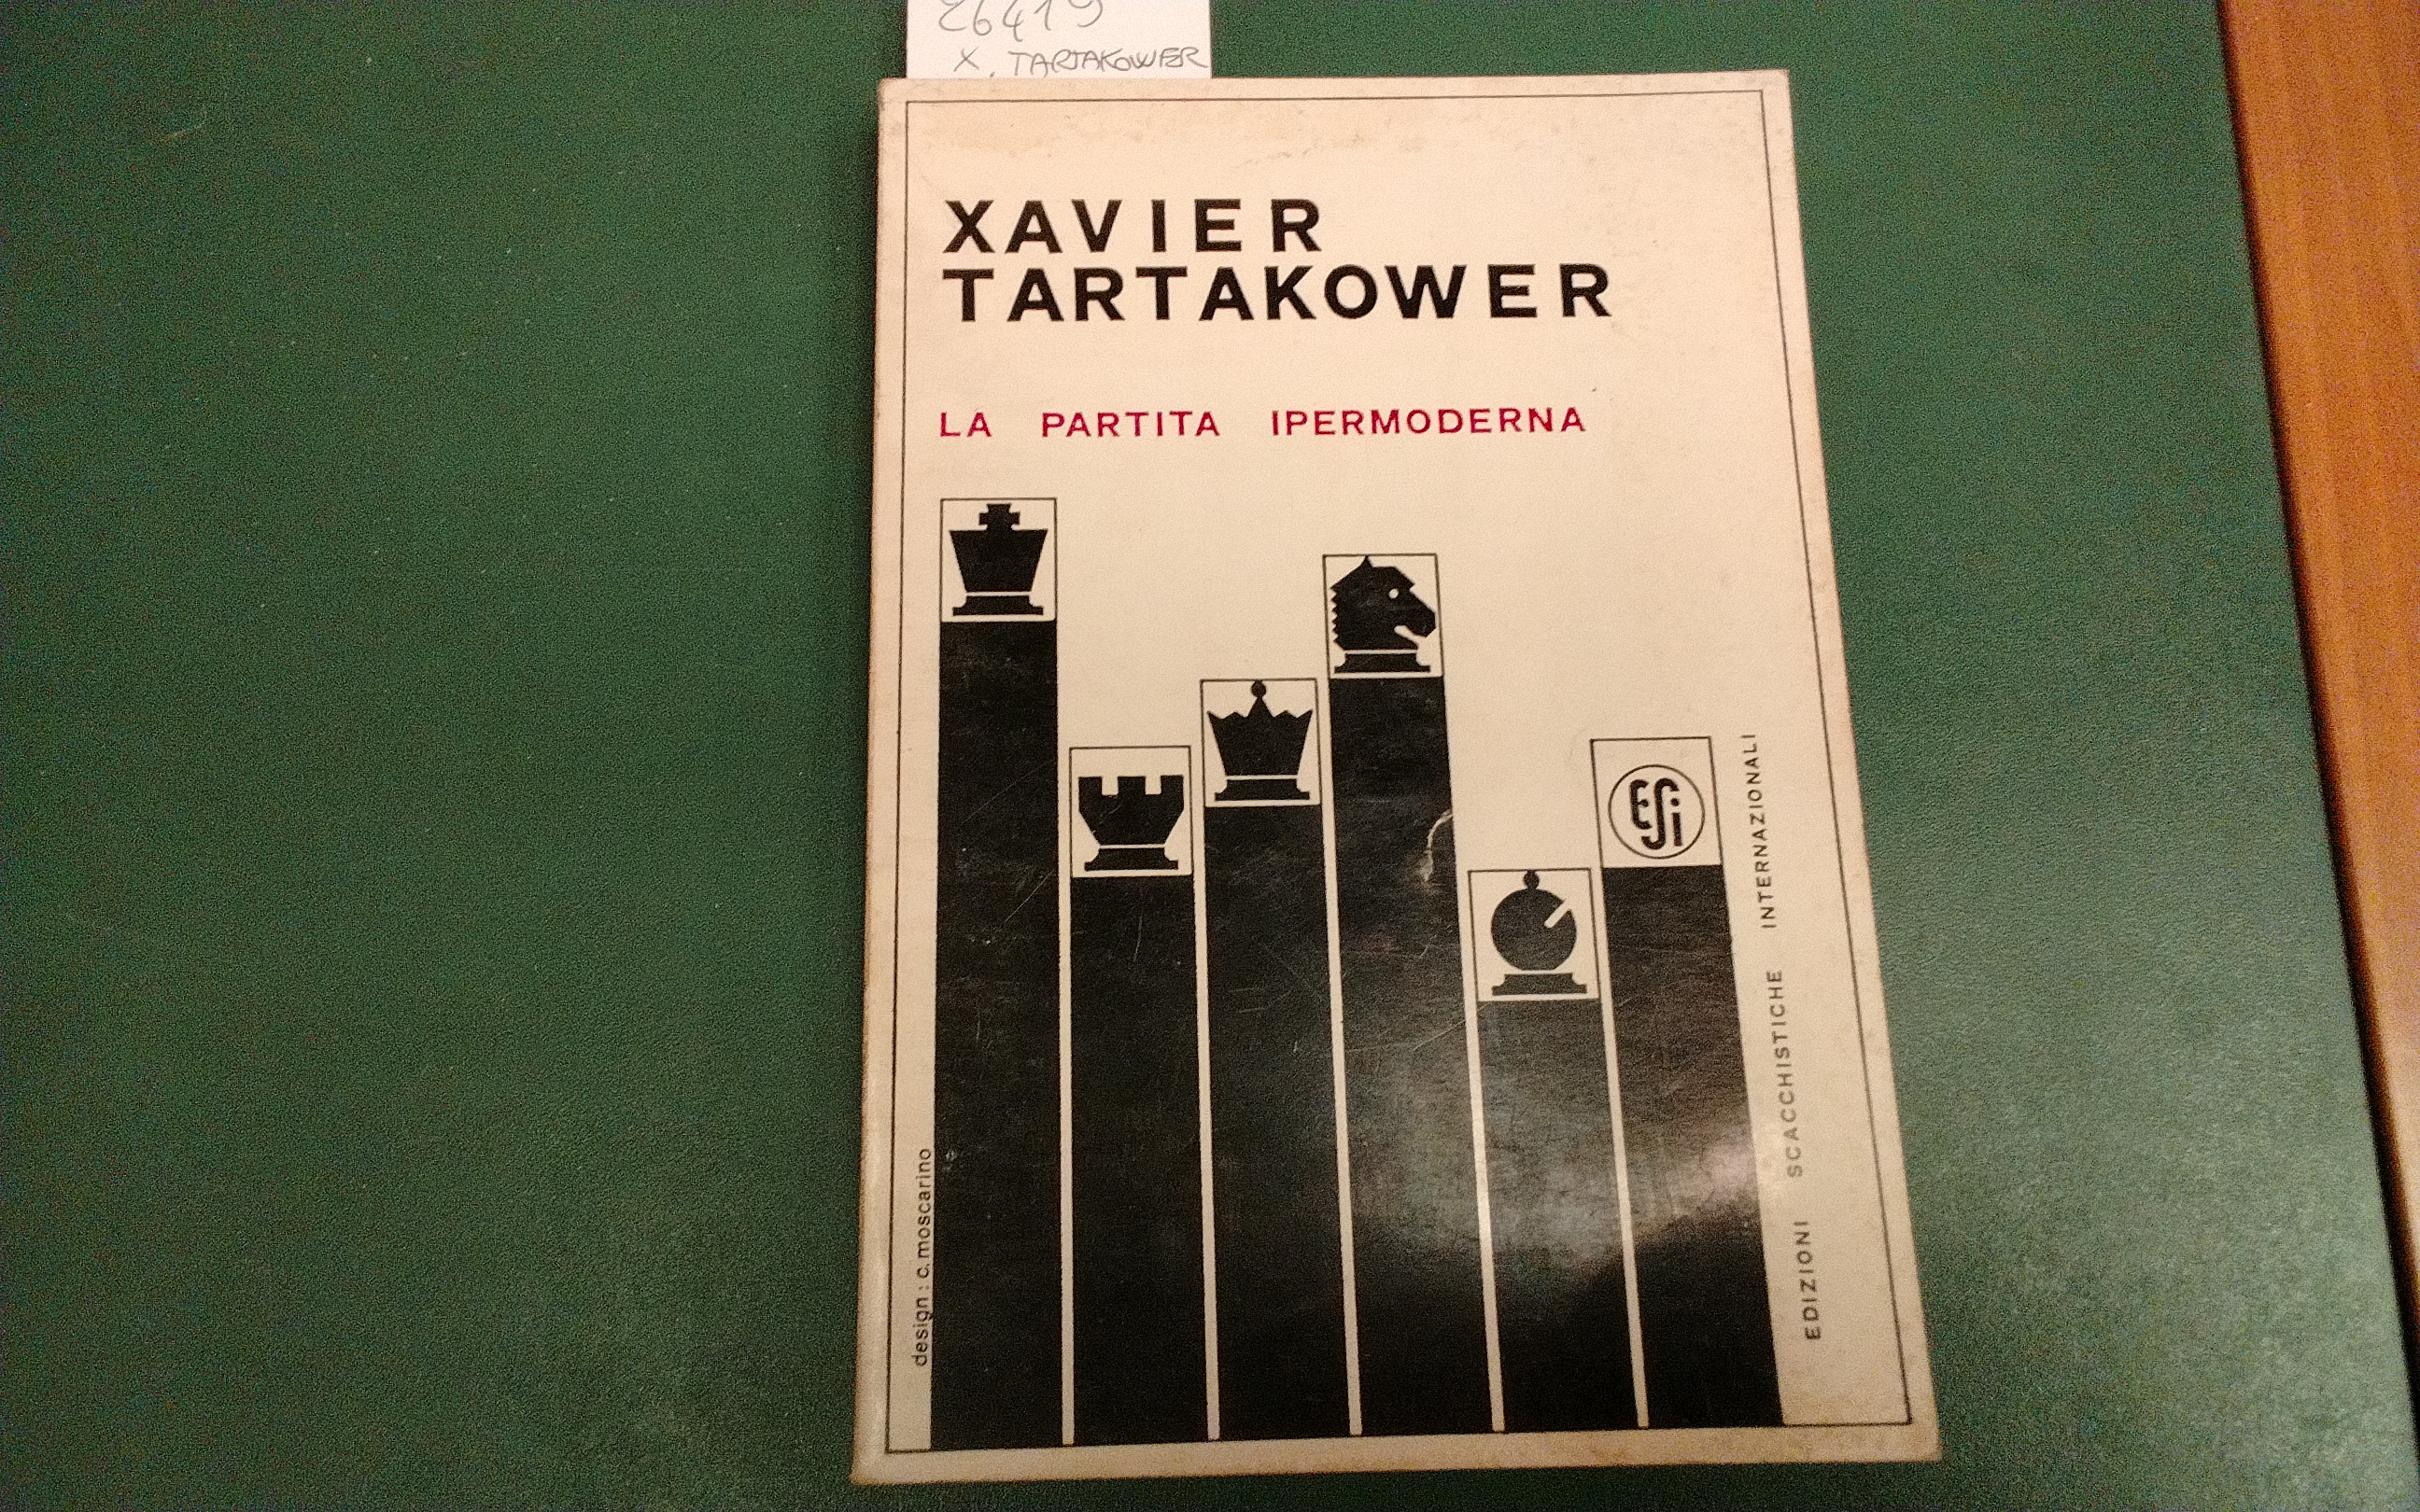 26419
X. TARTAKOWER
XAVIER
TARTAKOWER
LA PARTITA IPERMODERNA
ESi
design : c. moscarino
EDIZIONI SCACCHISTICHE INTERNAZIONALI